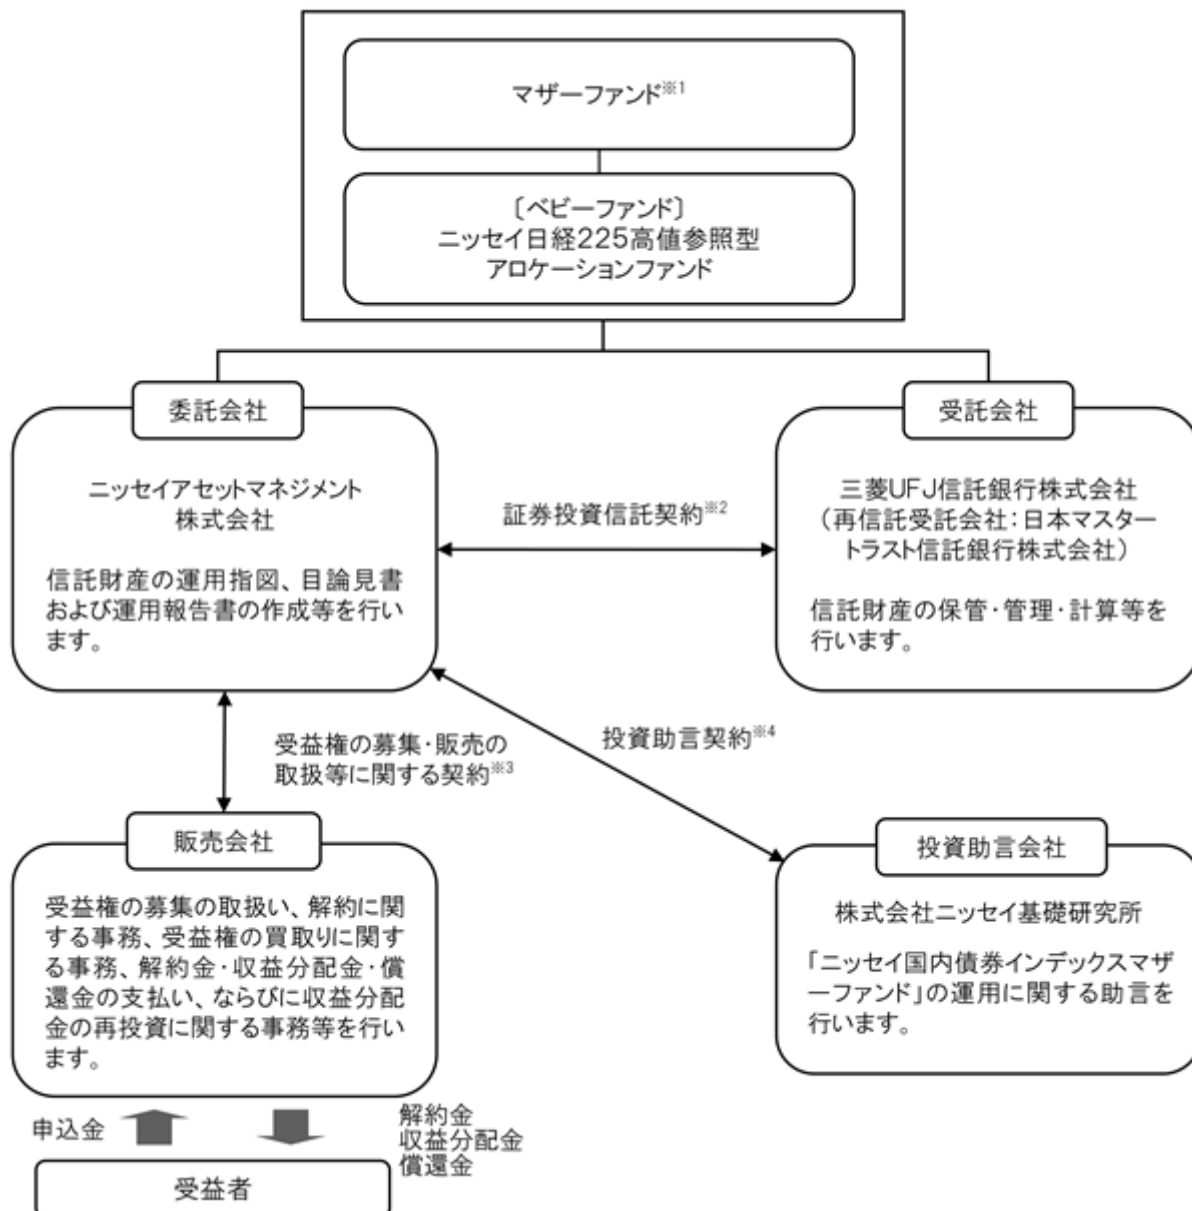 マザーファンド※1
〔ベビーファンド〕
ニッセイ日経225高値参照型
アロケーションファンド
委託会社
ニッセイアセットマネジメント
株式会社
信託財産の運用指図、目論見書
および運用報告書の作成等を行い
ます。
証券投資信託契約※2
受託会社
三菱UFJ信託銀行株式会社
（再信託受託会社：日本マスター
トラスト信託銀行株式会社）
信託財産の保管・管理・計算等を
行います。
受益権の募集・販売の
取扱等に関する契約※3
投資助言契約※4
販売会社
受益権の募集の取扱い、解約に関
する事務、受益権の買取りに関す
る事務、解約金・収益分配金・償
還金の支払い、ならびに収益分配
金の再投資に関する事務等を行い
ます。
投資助言会社
株式会社ニッセイ基礎研究所
「ニッセイ国内債券インデックスマザ
ーファンド」の運用に関する助言を
行います。
申込金
解約金
収益分配金
償還金
受益者